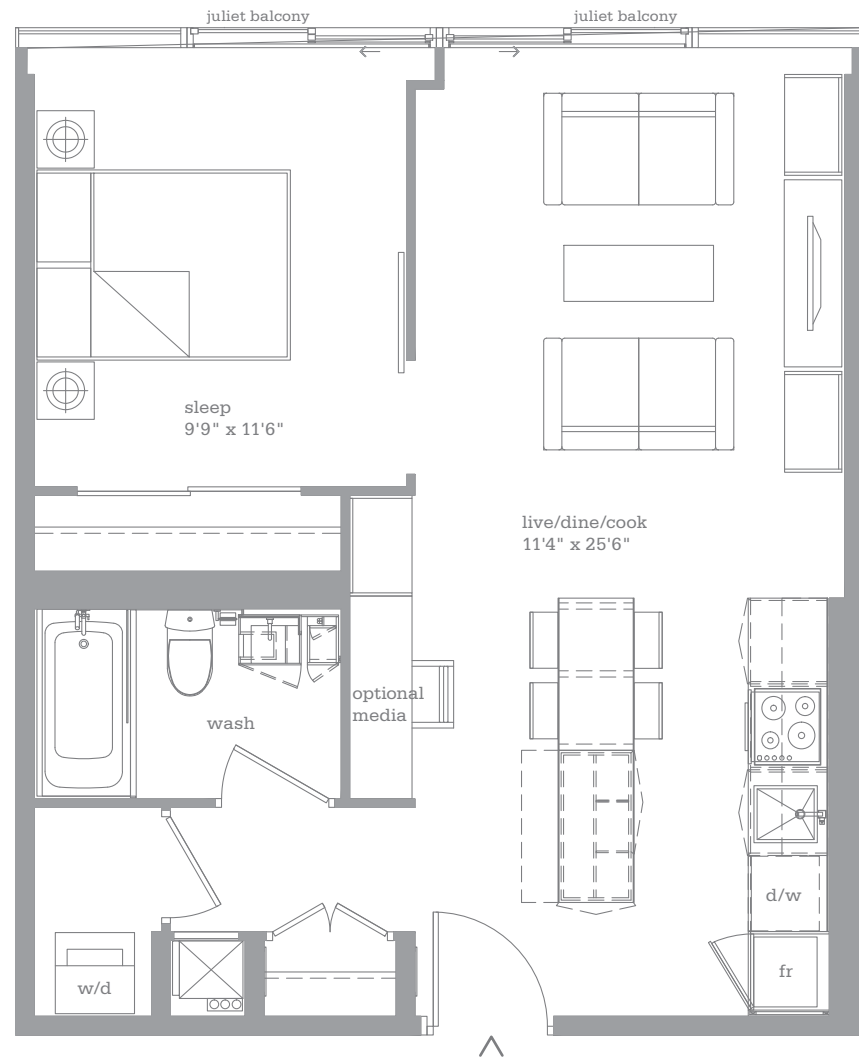 juliet balcony
juliet balcony
sleep
9'9" x 11'6"
live/dine/cook
11'4" x 25'6"
optional
media
wash
d/w
fr
w/d